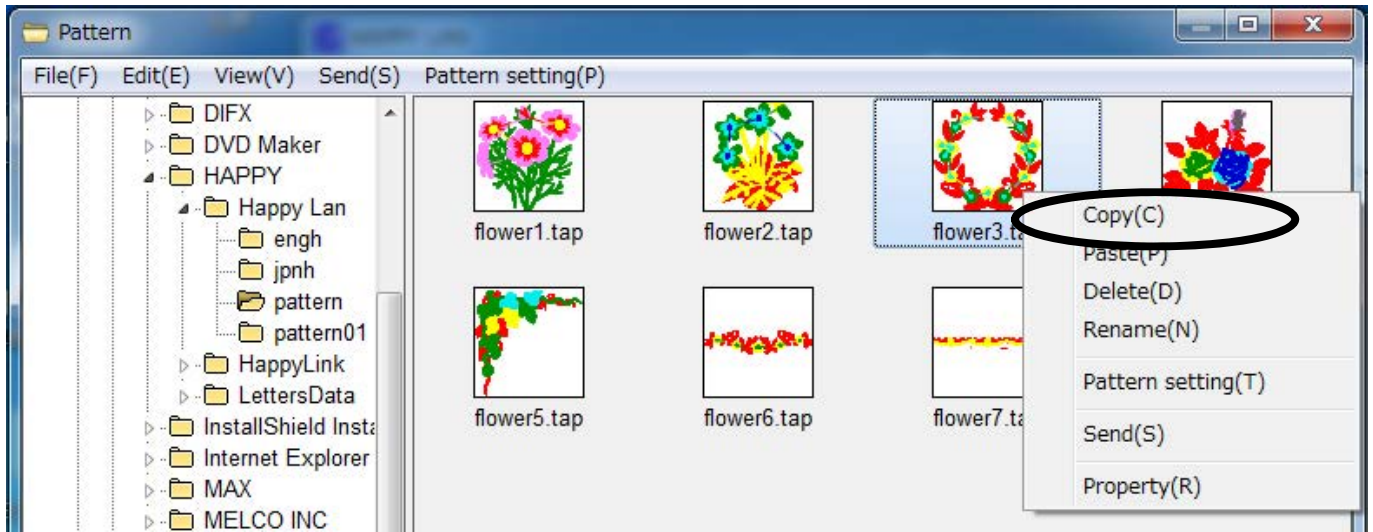 Pattern
File(F) Edit(E) View(V) Send(S) Pattern setting(P)
DIFX
DVD Maker
HAPPY
Happy Lan
engh
jpnh
pattern
pattern01
HappyLink
LettersData
InstallShield Insta
Internet Explorer
MAX
MELCO INC
flower1.tap flower2.tap flower3.ta
flower5.tap flower6.tap flower7.ta
Copy(C)
Paste(P)
Delete(D)
Rename(N)
Pattern setting(T)
Send(S)
Property(R)